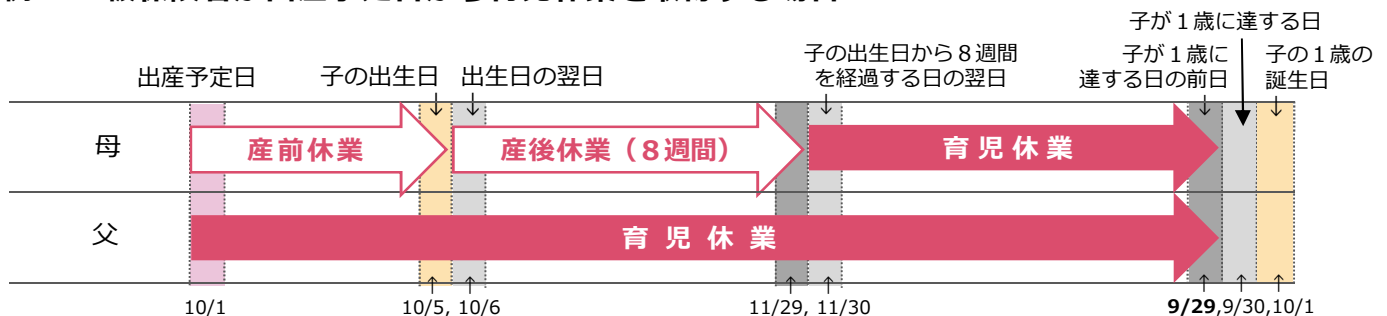 子が１歳に達する日
子の出生日から８週間
を経過する日の翌日
子が１歳に
達する日の前日
子の１歳の
誕生日
出産予定日
子の出生日
出生日の翌日
母
産前休業
産後休業（８週間）
育児休業
父
育児休業
10/1
10/5, 10/6
11/29, 11/30
9/29,9/30,10/1